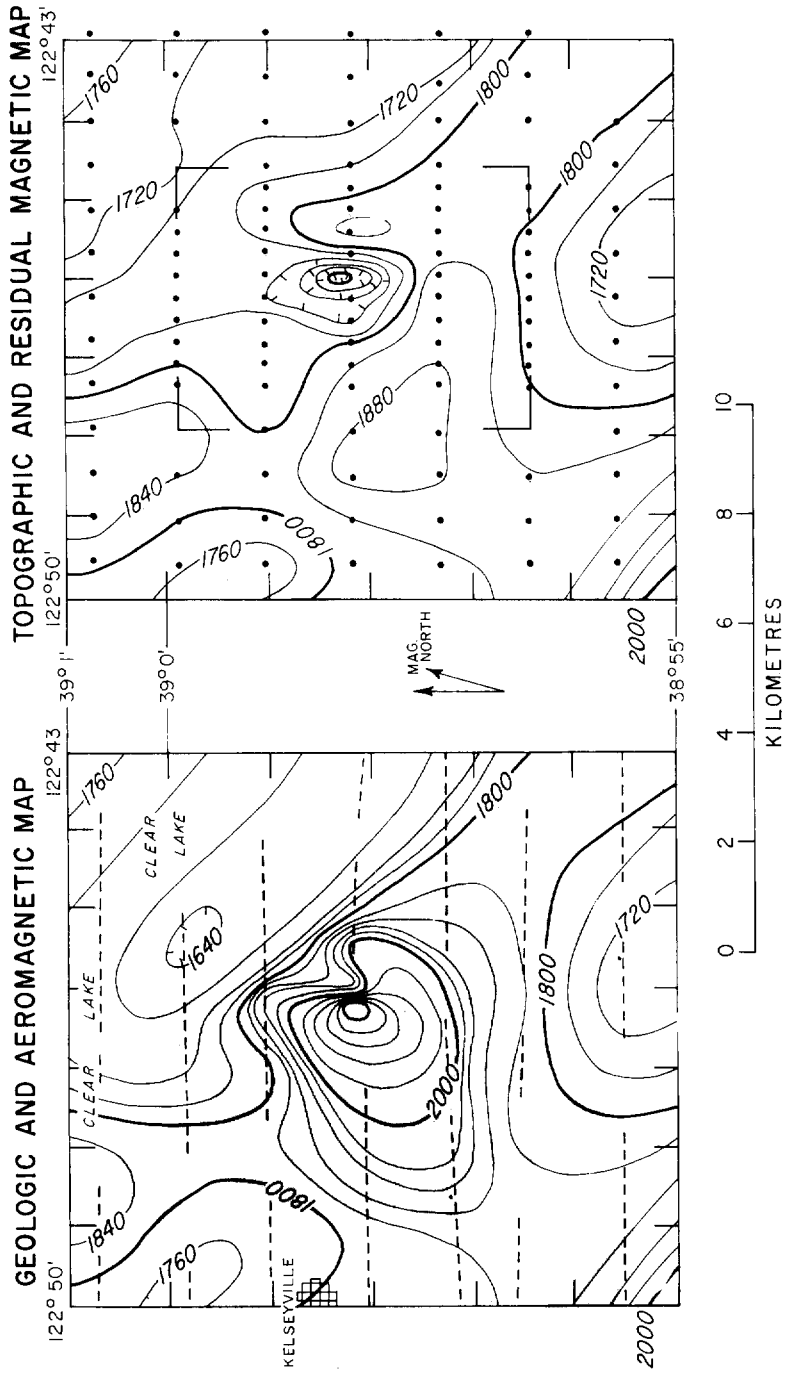 GEOLOGIC AND AEROMAGNETIC MAP
122°50'
122°43'
1840
1760
1800
CLEAR LAKE
CLEAR
LAKE
1760
1640
KELSEYVILLE
2000
1800
1800
1720
2000
39° 1'
39° 0'
MAG.
NORTH
38° 55'
TOPOGRAPHIC AND RESIDUAL MAGNETIC MAP
122°50'
122°43'
1840
1760
1800
1720
1760
1720
1800
1880
1800
1720
2000
0 2 4 6 8 10
KILOMETRES